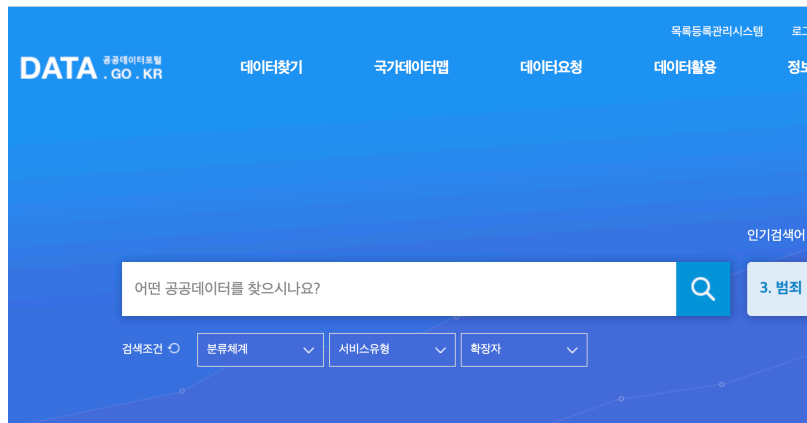 목록등록관리시스템
DATA 공공데이터포털 . GO . KR
데이터찾기 국가데이터맵 데이터요청 데이터활용
인기검색어
어떤 공공데이터를 찾으시나요? 3. 범죄
검색조건 분류체계 서비스유형 확장자